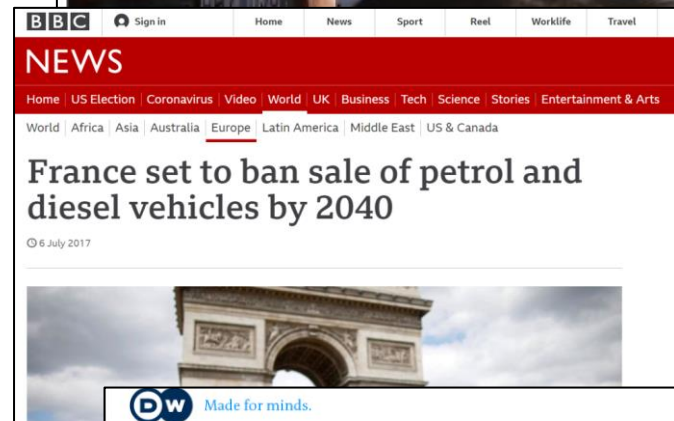 BBC Sign in Home News Sport Reel Worklife Travel
NEWS
Home US Election Coronavirus Video World UK Business Tech Science Stories Entertainment & Arts
World Africa Asia Australia Europe Latin America Middle East US & Canada
France set to ban sale of petrol and
diesel vehicles by 2040
6 July 2017
DW Made for minds.